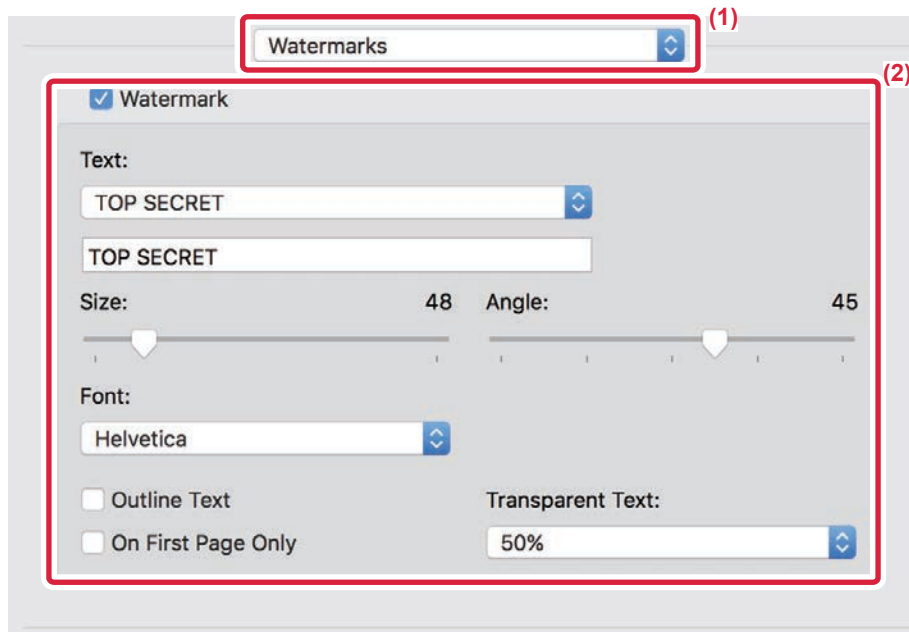 (1)
Watermarks
(2)
Watermark
Text:
TOP SECRET
TOP SECRET
Size: 48 Angle: 45
Font:
Helvetica
Outline Text Transparent Text:
On First Page Only 50%